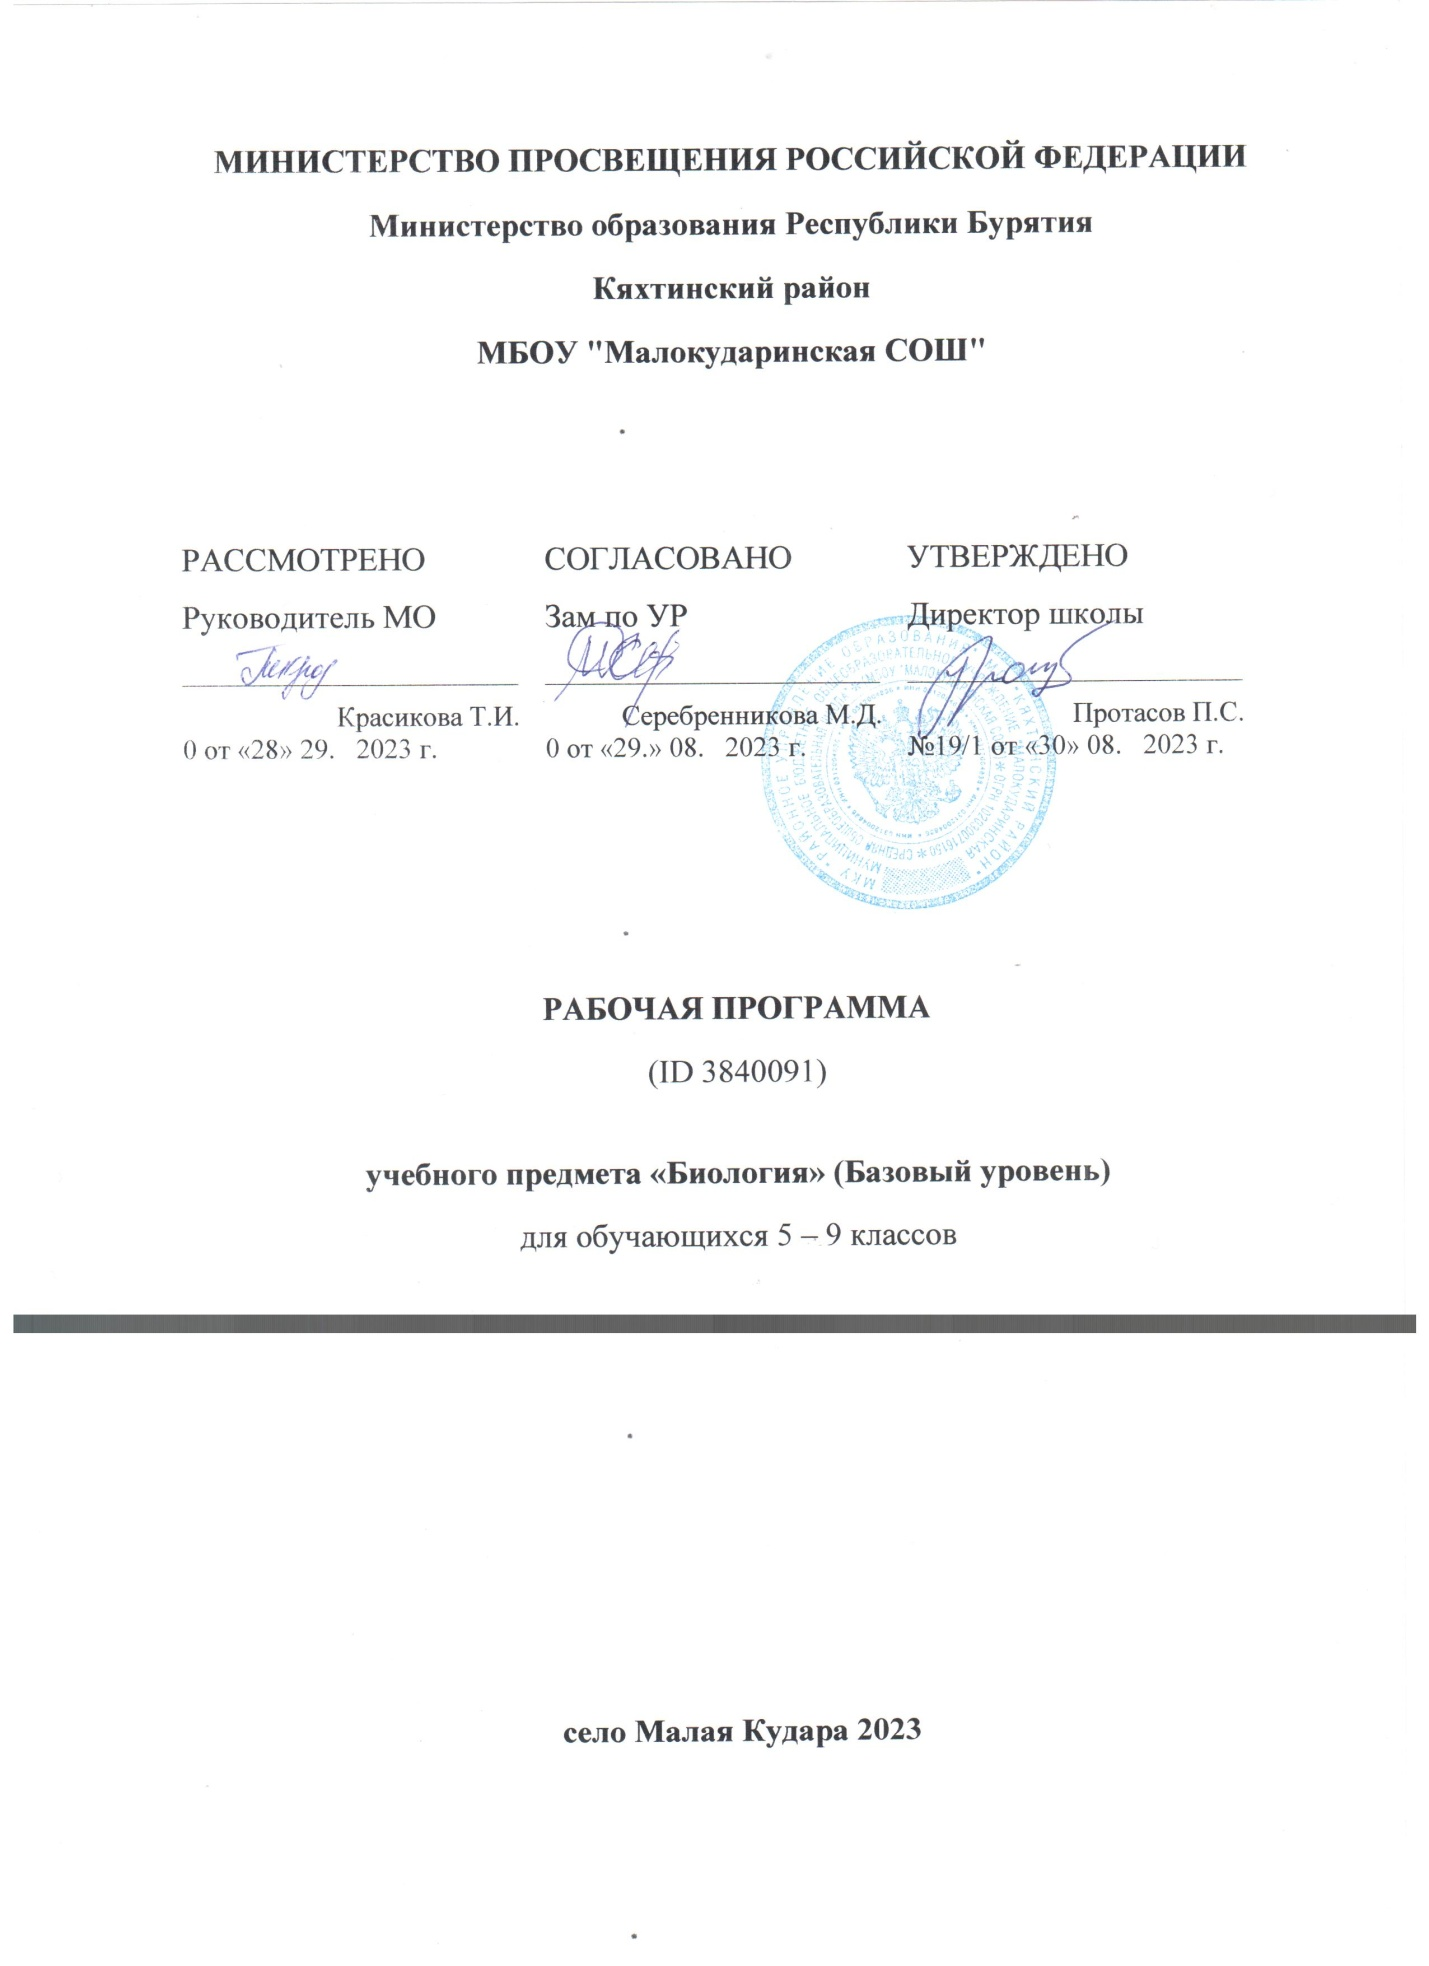 МИНИСТЕРСТВО ПРОСВЕЩЕНИЯ РОССИЙСКОЙ ФЕДЕРАЦИИ
Министерство образования Республики Бурятия
Кяхтинский район
МБОУ "Малокударинская СОШ"
РАССМОТРЕНО
Руководитель МО
Красикова Т.И.
0 от «28» 29. 2023 г.
СОГЛАСОВАНО
Зам по УР
Серебренникова М.Д.
0 от «29.» 08. 2023 г.
УТВЕРЖДЕНО
Директор школы
Протасов П.С.
№19/1 от «30» 08. 2023 г.
РАБОЧАЯ ПРОГРАММА
(ID 3840091)
учебного предмета «Биология» (Базовый уровень)
для обучающихся 5 – 9 классов
село Малая Кудара 2023